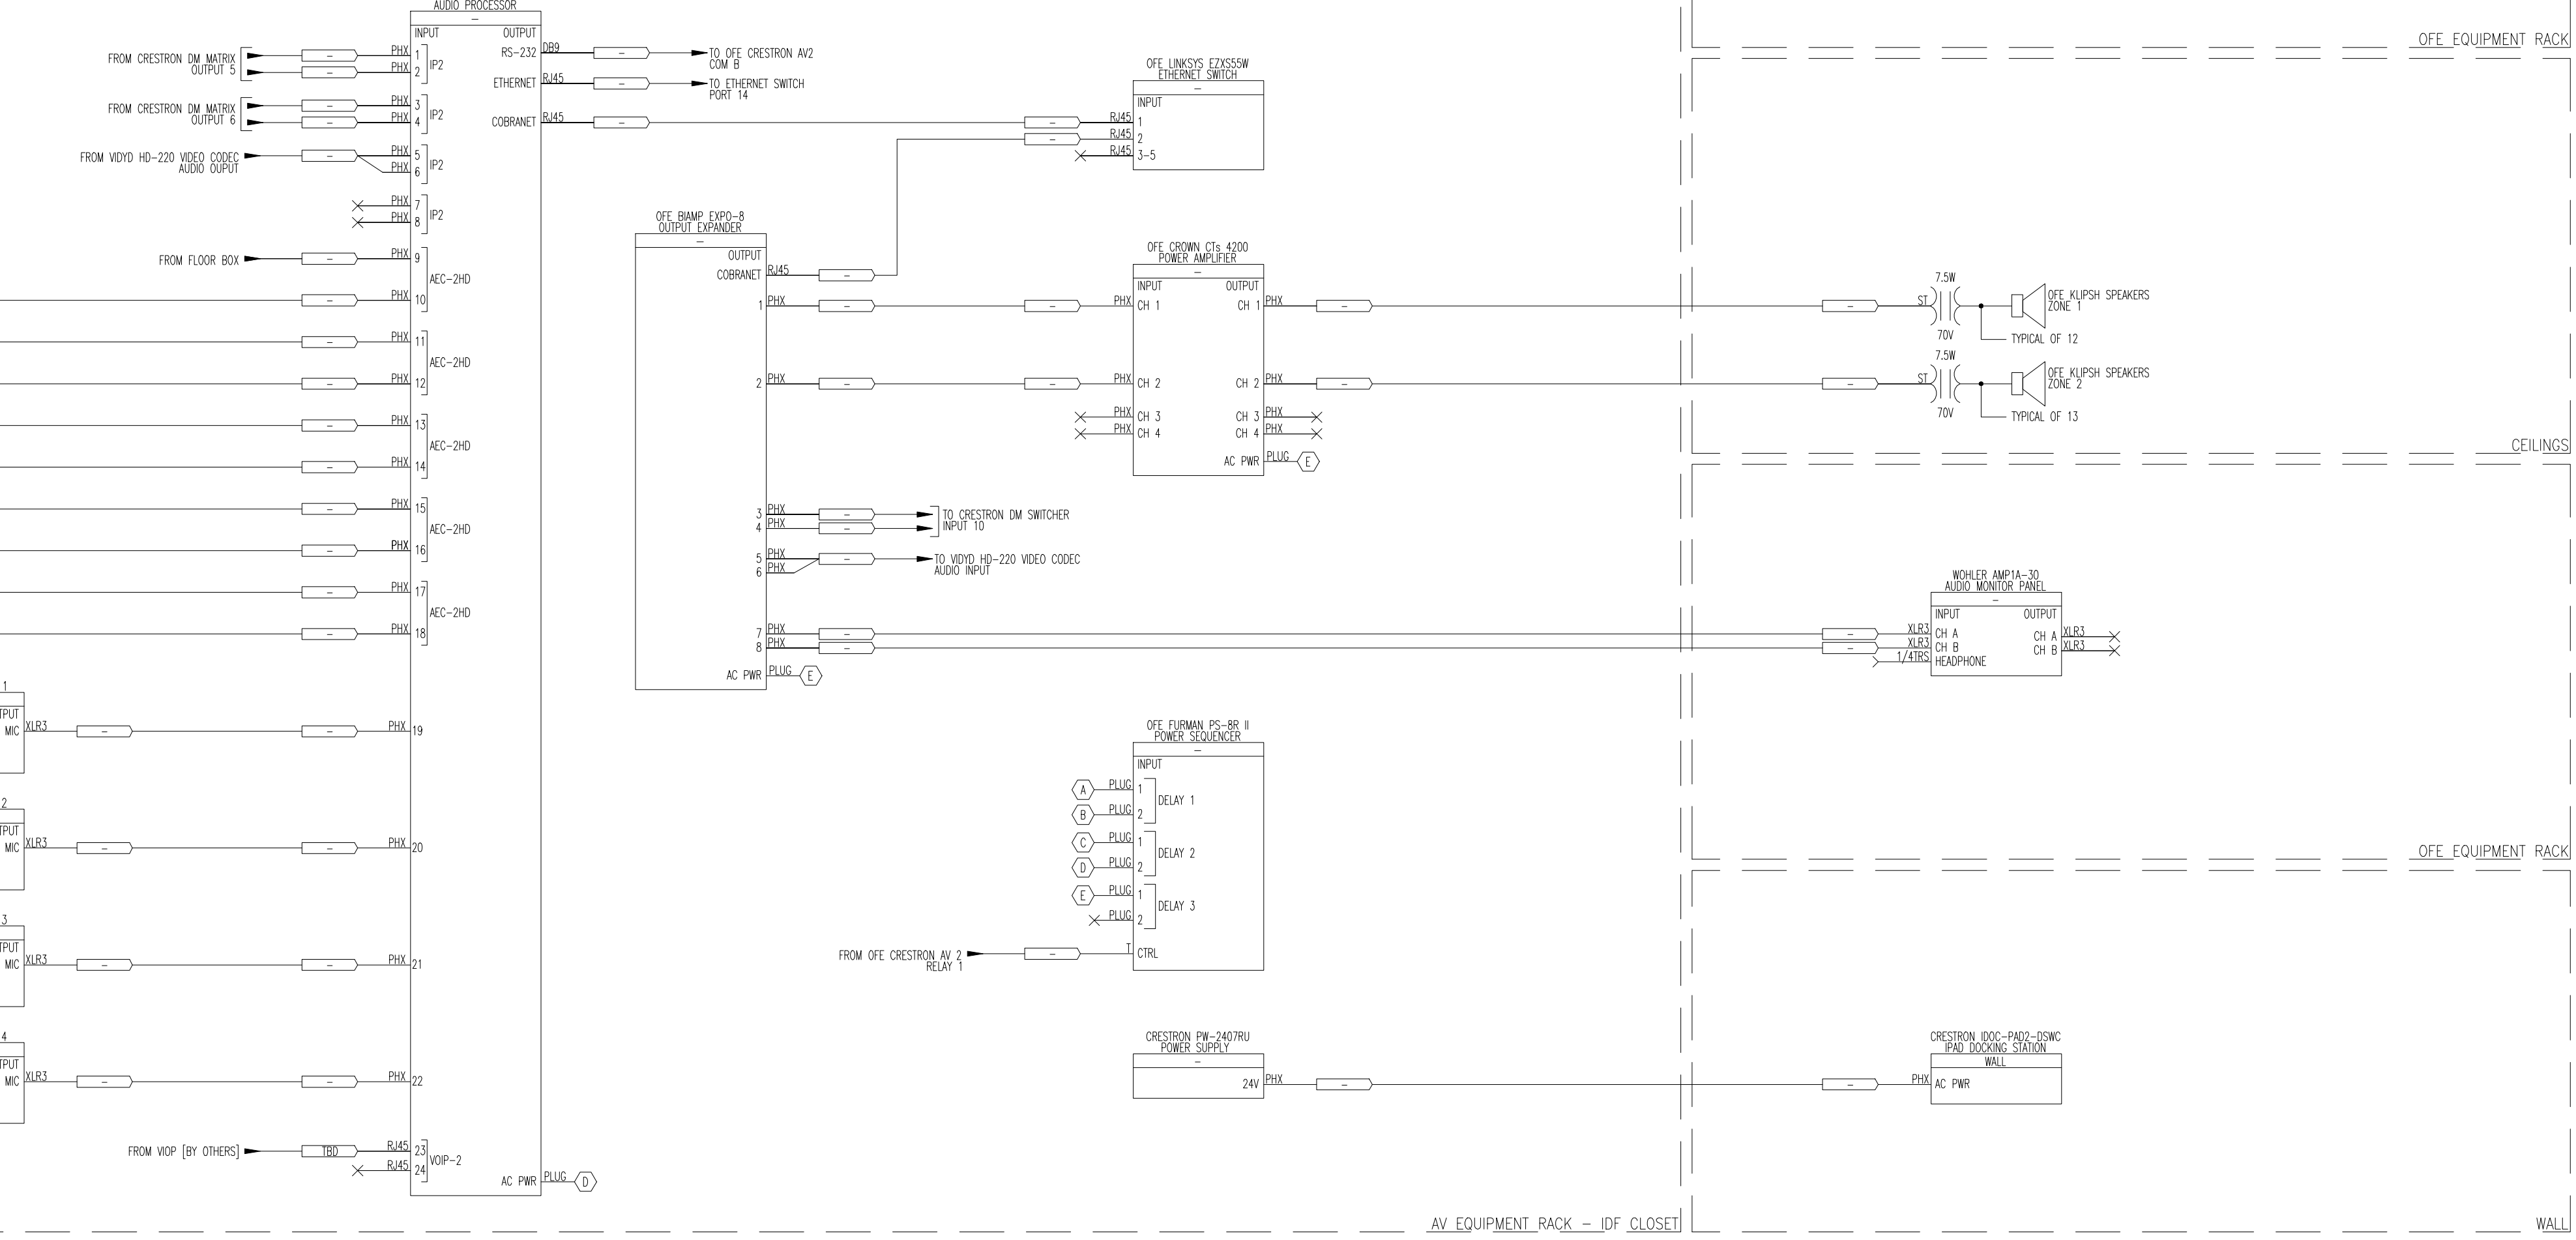 AUDIO PROCESSOR
–
INPUT
OUTPUT
FROM CRESTRON DM MATRIX
OUTPUT 5
–
PHX
1
–
PHX
2
IP2
FROM CRESTRON DM MATRIX
OUTPUT 6
–
PHX
3
–
PHX
4
IP2
FROM VIDYD HD-220 VIDEO CODEC
AUDIO OUPUT
–
PHX
5
PHX
6
IP2
PHX
7
PHX
8
IP2
FROM FLOOR BOX
–
PHX
9
–
PHX
10
AEC-2HD
–
PHX
11
–
PHX
12
AEC-2HD
–
PHX
13
–
PHX
14
AEC-2HD
–
PHX
15
–
PHX
16
AEC-2HD
–
PHX
17
–
PHX
18
AEC-2HD
1
TPUT
MIC
XLR3
–
–
PHX
19
2
TPUT
MIC
XLR3
–
–
PHX
20
3
TPUT
MIC
XLR3
–
–
PHX
21
4
TPUT
MIC
XLR3
–
–
PHX
22
FROM VIOP [BY OTHERS]
TBD
RJ45
23
RJ45
24
VOIP-2
RS-232
DB9
–
TO OFE CRESTRON AV2
COM B
ETHERNET
RJ45
–
TO ETHERNET SWITCH
PORT 14
COBRANET
RJ45
–
AC PWR
PLUG
D
OFE BIAMP EXPO-8
OUTPUT EXPANDER
–
OUTPUT
COBRANET
RJ45
–
1
PHX
–
2
PHX
–
3
PHX
–
4
PHX
–
TO CRESTRON DM SWITCHER
INPUT 10
5
PHX
–
6
PHX
TO VIDYD HD-220 VIDEO CODEC
AUDIO INPUT
7
PHX
–
8
PHX
–
AC PWR
PLUG
E
OFE LINKSYS EZXS55W
ETHERNET SWITCH
–
INPUT
–
RJ45
1
–
RJ45
2
RJ45
3-5
OFE CROWN CTs 4200
POWER AMPLIFIER
–
INPUT
OUTPUT
–
PHX
CH 1
CH 1
PHX
–
–
PHX
CH 2
CH 2
PHX
–
PHX
CH 3
CH 3
PHX
PHX
CH 4
CH 4
PHX
AC PWR
PLUG
E
OFE FURMAN PS-8R II
POWER SEQUENCER
–
INPUT
A
PLUG
1
B
PLUG
2
DELAY 1
C
PLUG
1
D
PLUG
2
DELAY 2
E
PLUG
1
PLUG
2
DELAY 3
FROM OFE CRESTRON AV 2
RELAY 1
–
T
CTRL
CRESTRON PW-2407RU
POWER SUPPLY
–
24V
PHX
–
AV EQUIPMENT RACK – IDF CLOSET
OFE EQUIPMENT RACK
–
ST
7.5W
70V
OFE KLIPSH SPEAKERS
ZONE 1
TYPICAL OF 12
–
ST
7.5W
70V
OFE KLIPSH SPEAKERS
ZONE 2
TYPICAL OF 13
CEILINGS
WOHLER AMP1A-30
AUDIO MONITOR PANEL
–
INPUT
OUTPUT
–
XLR3
CH A
CH A
XLR3
–
XLR3
CH B
CH B
XLR3
1/4TRS
HEADPHONE
OFE EQUIPMENT RACK
CRESTRON IDOC-PAD2-DSWC
IPAD DOCKING STATION
WALL
–
PHX
AC PWR
WALL